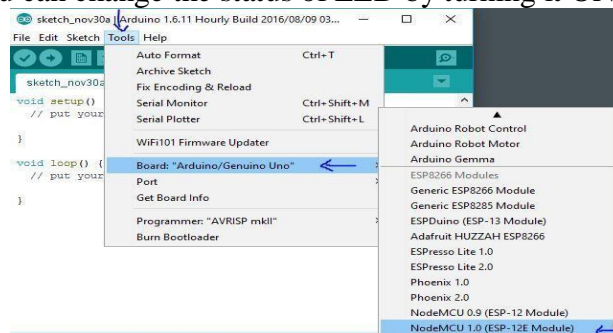 can change the status of LED by turning it O
sketch_nov30a | Arduino 1.6.11 Hourly Build 2016/08/09 03...
File Edit Sketch Tools Help
sketch_nov30a
void setup()
// put your
}
void loop() {
// put your
}
Auto Format Ctrl+T
Archive Sketch
Fix Encoding & Reload
Serial Monitor Ctrl+Shift+M
Serial Plotter Ctrl+Shift+L
WiFi101 Firmware Updater
Board: "Arduino/Genuino Uno"
Port
Get Board Info
Programmer: "AVRISP mkII"
Burn Bootloader
Arduino Robot Control
Arduino Robot Motor
Arduino Gemma
ESP8266 Modules
Generic ESP8266 Module
Generic ESP8285 Module
ESPDuino (ESP-13 Module)
Adafruit HUZZAH ESP8266
ESPresso Lite 1.0
ESPresso Lite 2.0
Phoenix 1.0
Phoenix 2.0
NodeMCU 0.9 (ESP-12 Module)
NodeMCU 1.0 (ESP-12E Module)